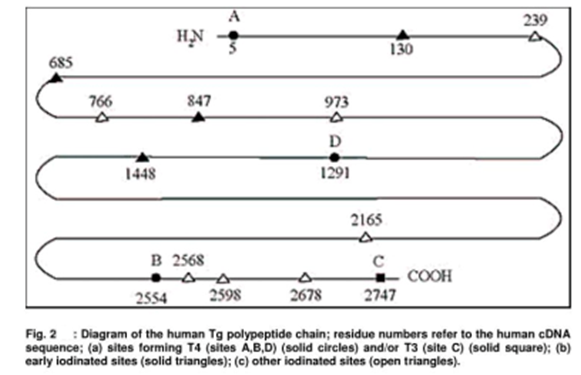 A 239
H₂N
5 130
685
766 847 973
D
1448 1291
2165
B 2568 C
COOH
2554 2598 2678 2747
Fig. 2 : Diagram of the human Tg polypeptide chain; residue numbers refer to the human cDNA
sequence; (a) sites forming T4 (sites A,B,D) (solid circles) and/or T3 (site C) (solid square); (b)
early iodinated sites (solid triangles); (c) other iodinated sites (open triangles).